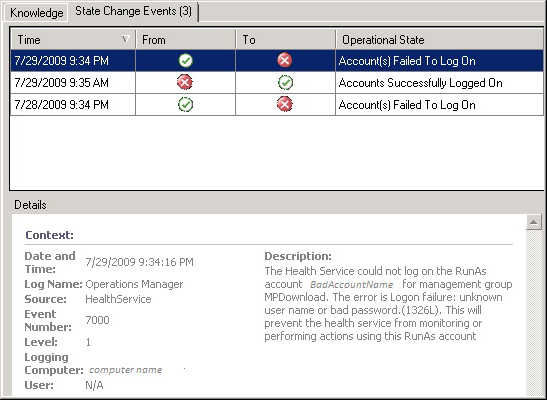 Knowledge State Change Events (3)
Time From To Operational State
7/29/2009 9:34 PM Account(s) Failed To Log On
7/29/2009 9:35 AM Accounts Successfully Logged On
7/28/2009 9:34 PM Account(s) Failed To Log On
Details
Context:
Date and
Time: 7/29/2009 9:34:16 PM
Log Name: Operations Manager
Source: HealthService
Event
Number: 7000
Level: 1
Logging
Computer: computer name
User: N/A
Description:
The Health Service could not log on the RunAs
account BadAccountName for management group
MPDownload. The error is Logon failure: unknown
user name or bad password.(1326L). This will
prevent the health service from monitoring or
performing actions using this RunAs account